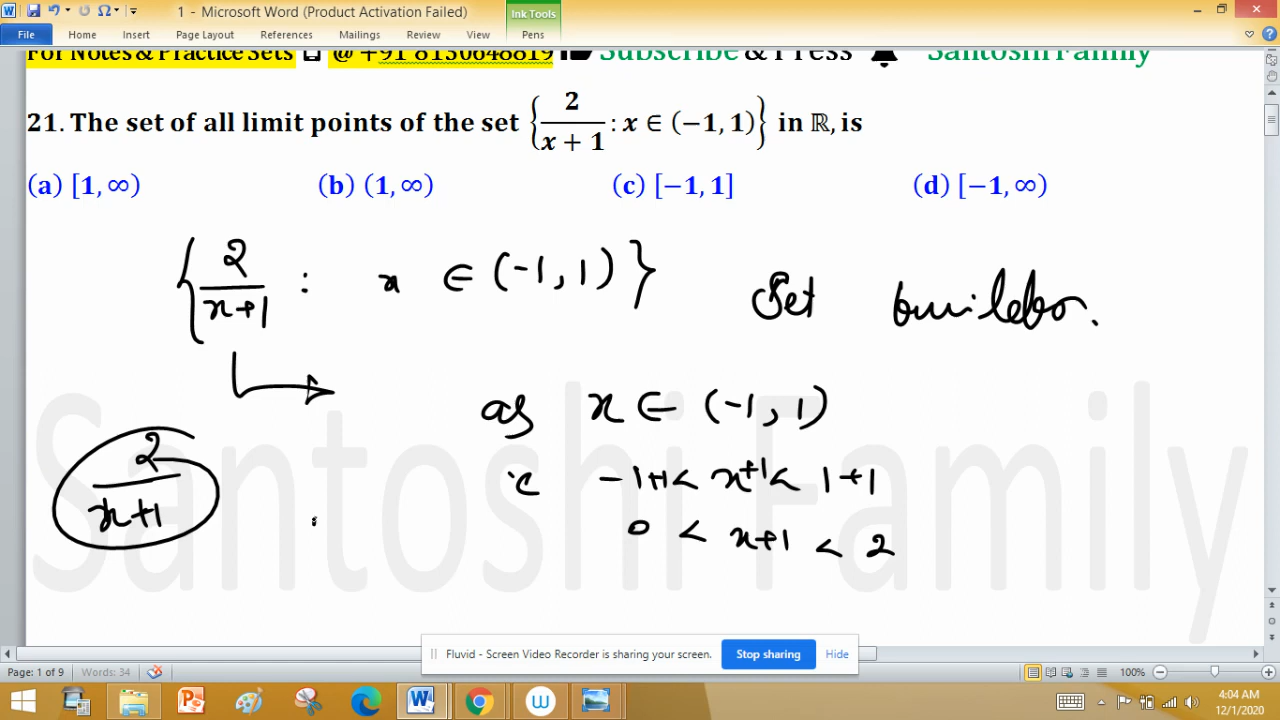 1 - Microsoft Word (Product Activation Failed)
Ink Tools
File Home Insert Page Layout References Mailings Review View Pens
For Notes & Practice Sets @ +91 8130648819 Subscribe & Press Santoshi Family
21. The set of all limit points of the set {2/(x + 1) : x ∈ (−1, 1)} in ℝ, is
(a) [1, ∞) (b) (1, ∞) (c) [−1, 1] (d) [−1, ∞)
{2/(x+1) : x ∈ (-1, 1)} Set builder.
as x ∈ (-1, 1)
ie -1+1 < x+1 < 1+1
2/(x+1)
0 < x+1 < 2
Santoshi Family
Fluvid - Screen Video Recorder is sharing your screen. Stop sharing Hide
Page: 1 of 9 Words: 34 100%
4:04 AM
12/1/2020